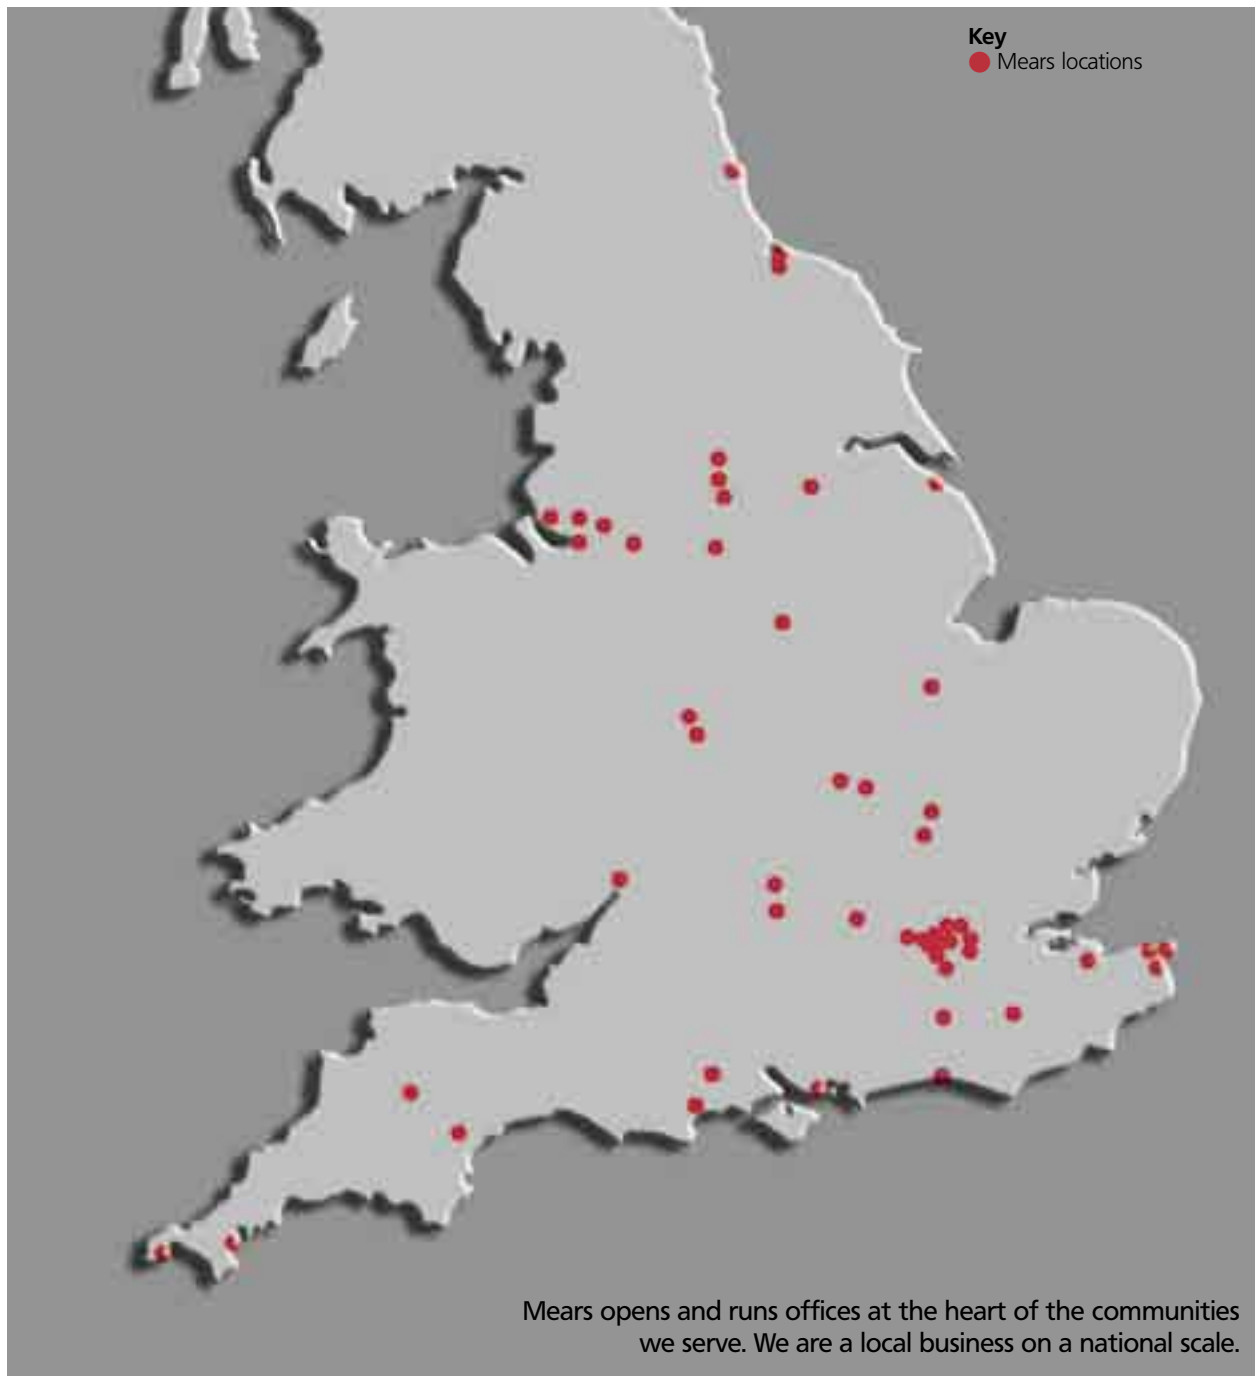 Key
Mears locations
Mears opens and runs offices at the heart of the communities
we serve. We are a local business on a national scale.